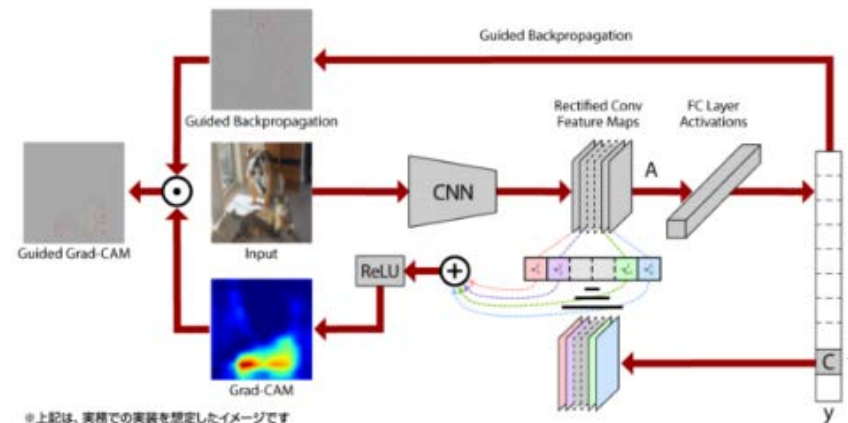 Guided Backpropagation
Rectified Conv
Feature Maps
FC Layer
Activations
Guided Backpropagation
CNN
A
Guided Grad-CAM
Input
ReLU
+
C
Grad-CAM
y
※上記は、実務での実装を想定したイメージです